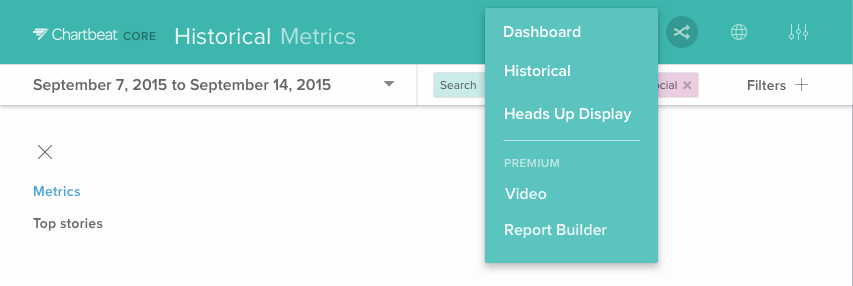 Chartbeat CORE Historical Metrics
September 7, 2015 to September 14, 2015
Search
cial
Filters
Dashboard
Historical
Heads Up Display
PREMIUM
Video
Report Builder
Metrics
Top stories